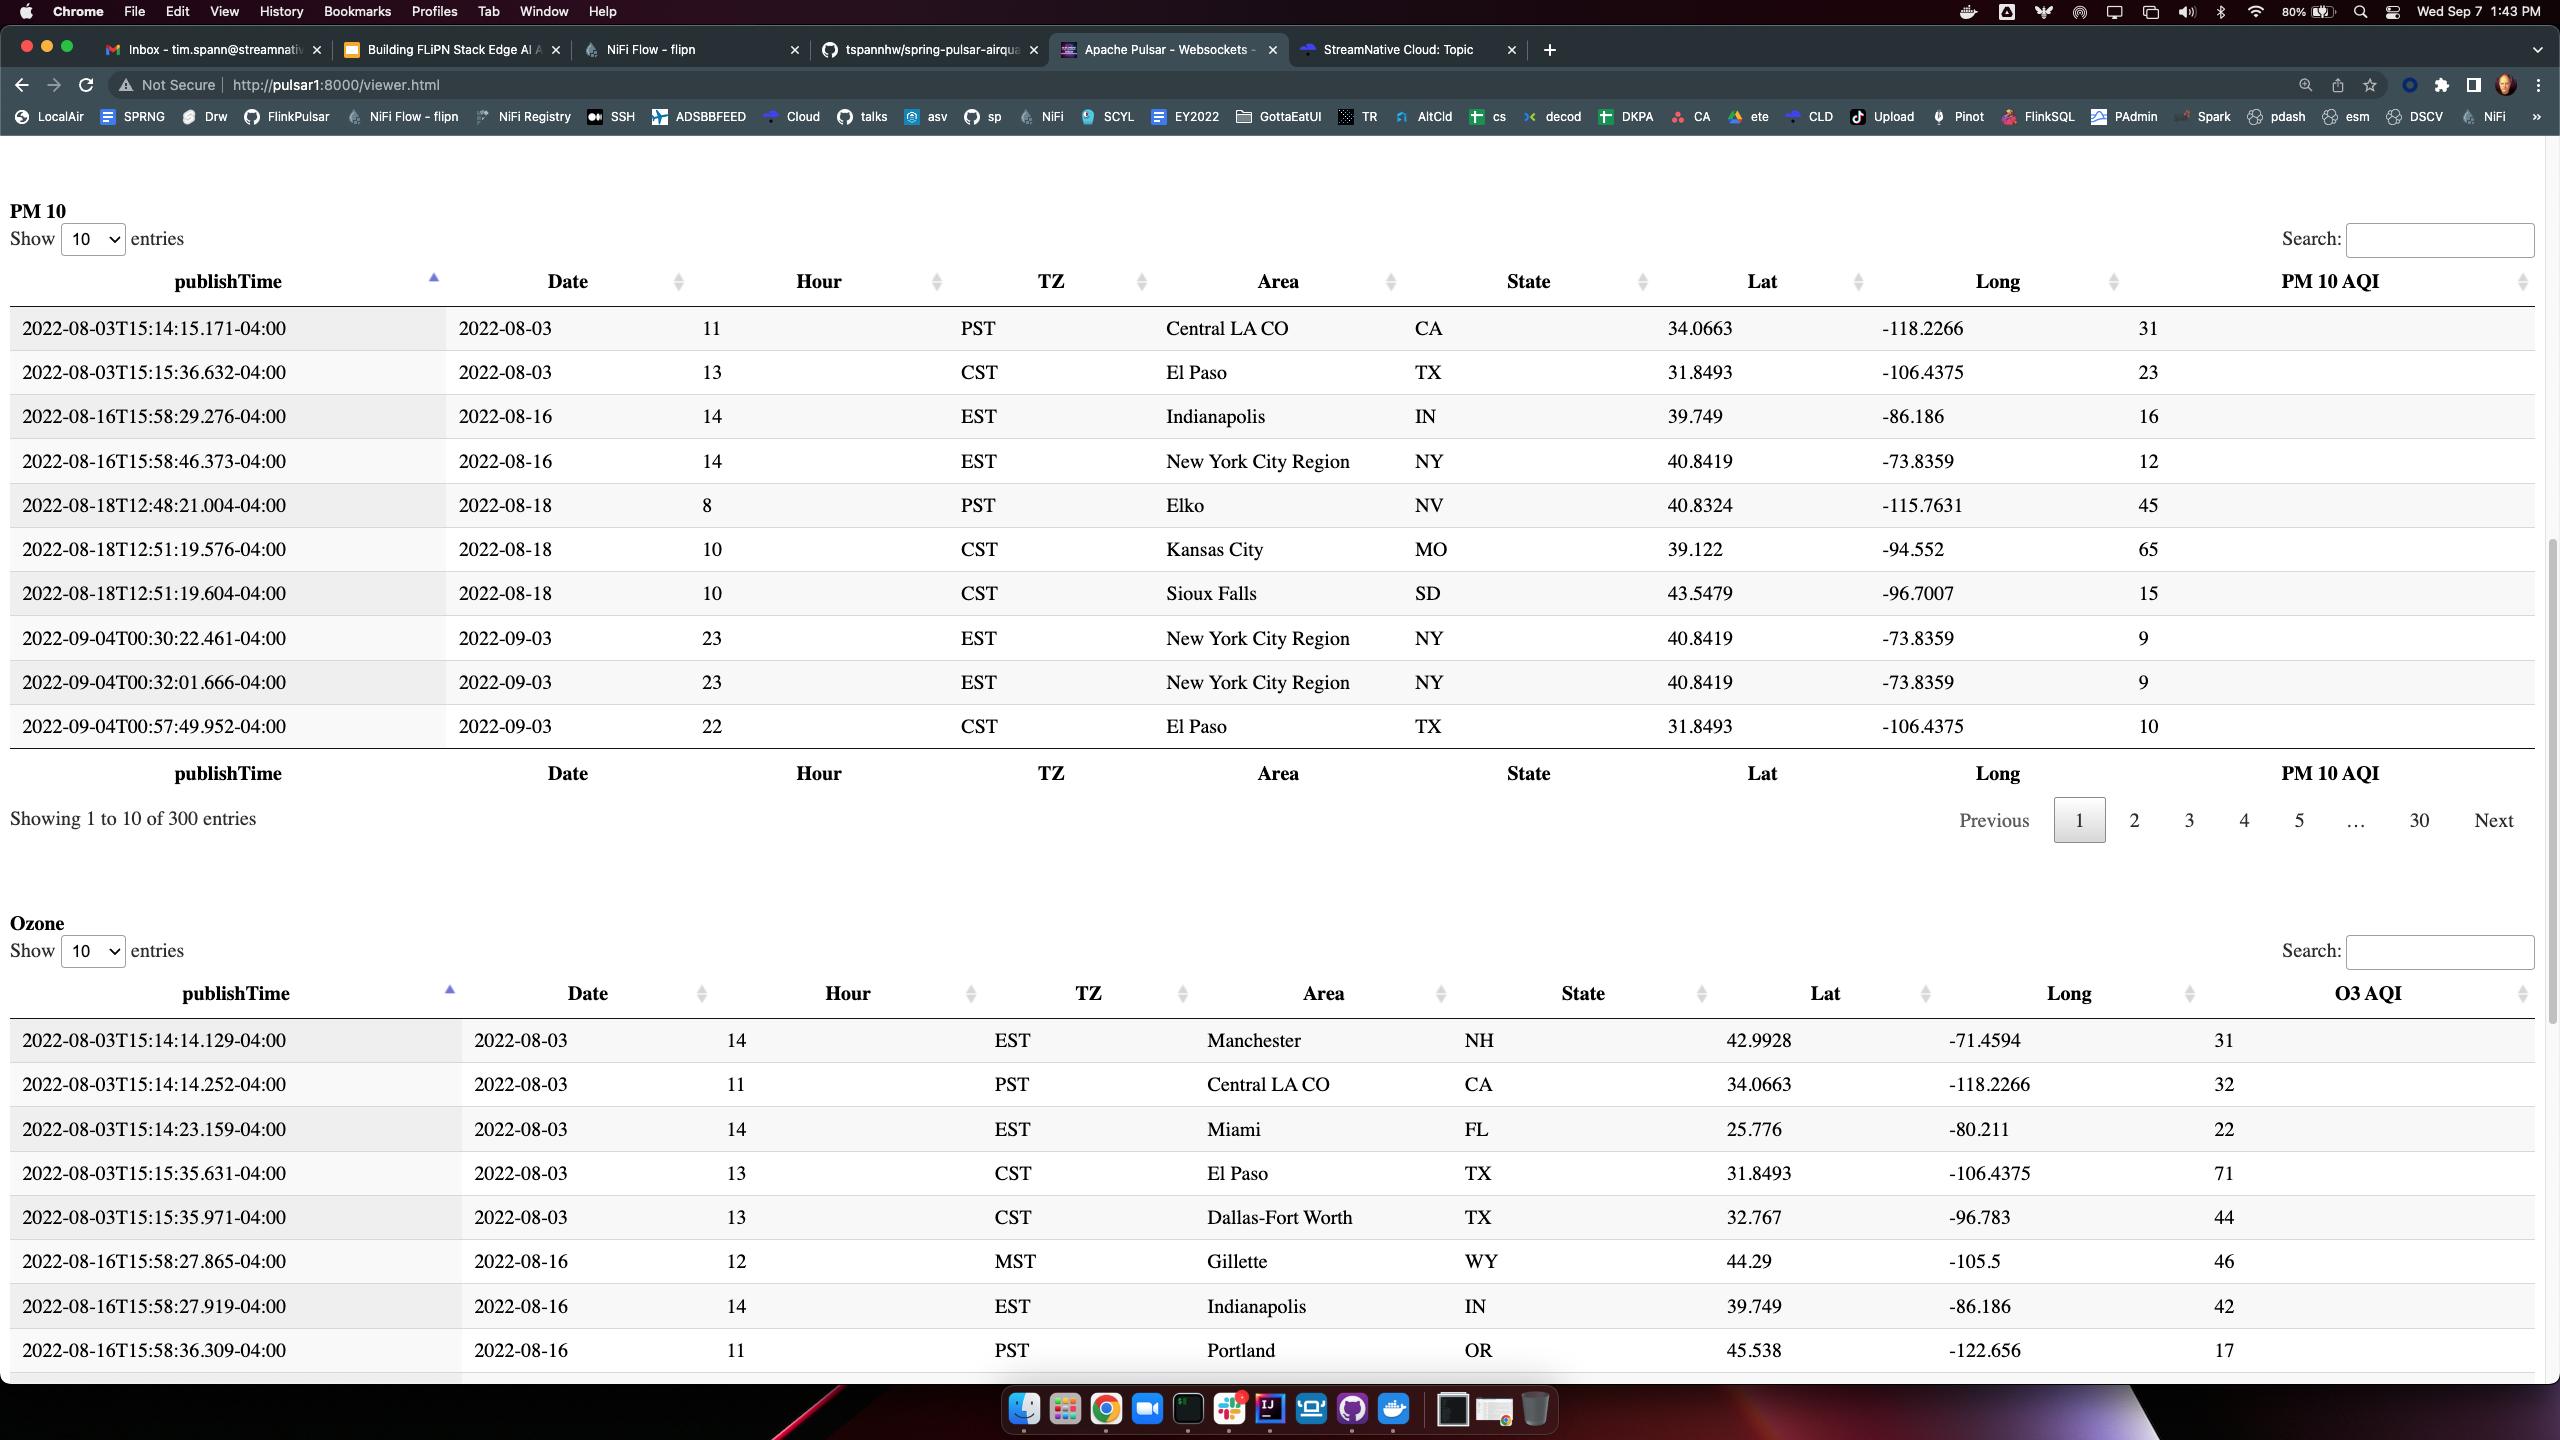 Chrome File Edit View History Bookmarks Profiles Tab Window Help 80% Wed Sep 7 1:43 PM
Inbox - tim.spann@streamnati Building FLiPN Stack Edge AI A NiFi Flow - flipn tspannhw/spring-pulsar-airqua Apache Pulsar - Websockets - StreamNative Cloud: Topic
Not Secure http://pulsar1:8000/viewer.html
LocalAir SPRNG Drw FlinkPulsar NiFi Flow - flipn NiFi Registry SSH ADSBBFEED Cloud talks asv sp NiFi SCYL EY2022 GottaEatUI TR AltCld cs decod DKPA CA ete CLD Upload Pinot FlinkSQL PAdmin Spark pdash esm DSCV NiFi »
PM 10
Show 10 entries Search:
publishTime Date Hour TZ Area State Lat Long PM 10 AQI
2022-08-03T15:14:15.171-04:00 2022-08-03 11 PST Central LA CO CA 34.0663 -118.2266 31
2022-08-03T15:15:36.632-04:00 2022-08-03 13 CST El Paso TX 31.8493 -106.4375 23
2022-08-16T15:58:29.276-04:00 2022-08-16 14 EST Indianapolis IN 39.749 -86.186 16
2022-08-16T15:58:46.373-04:00 2022-08-16 14 EST New York City Region NY 40.8419 -73.8359 12
2022-08-18T12:48:21.004-04:00 2022-08-18 8 PST Elko NV 40.8324 -115.7631 45
2022-08-18T12:51:19.576-04:00 2022-08-18 10 CST Kansas City MO 39.122 -94.552 65
2022-08-18T12:51:19.604-04:00 2022-08-18 10 CST Sioux Falls SD 43.5479 -96.7007 15
2022-09-04T00:30:22.461-04:00 2022-09-03 23 EST New York City Region NY 40.8419 -73.8359 9
2022-09-04T00:32:01.666-04:00 2022-09-03 23 EST New York City Region NY 40.8419 -73.8359 9
2022-09-04T00:57:49.952-04:00 2022-09-03 22 CST El Paso TX 31.8493 -106.4375 10
publishTime Date Hour TZ Area State Lat Long PM 10 AQI
Showing 1 to 10 of 300 entries Previous 1 2 3 4 5 … 30 Next
Ozone
Show 10 entries Search:
publishTime Date Hour TZ Area State Lat Long O3 AQI
2022-08-03T15:14:14.129-04:00 2022-08-03 14 EST Manchester NH 42.9928 -71.4594 31
2022-08-03T15:14:14.252-04:00 2022-08-03 11 PST Central LA CO CA 34.0663 -118.2266 32
2022-08-03T15:14:23.159-04:00 2022-08-03 14 EST Miami FL 25.776 -80.211 22
2022-08-03T15:15:35.631-04:00 2022-08-03 13 CST El Paso TX 31.8493 -106.4375 71
2022-08-03T15:15:35.971-04:00 2022-08-03 13 CST Dallas-Fort Worth TX 32.767 -96.783 44
2022-08-16T15:58:27.865-04:00 2022-08-16 12 MST Gillette WY 44.29 -105.5 46
2022-08-16T15:58:27.919-04:00 2022-08-16 14 EST Indianapolis IN 39.749 -86.186 42
2022-08-16T15:58:36.309-04:00 2022-08-16 11 PST Portland OR 45.538 -122.656 17
IJ